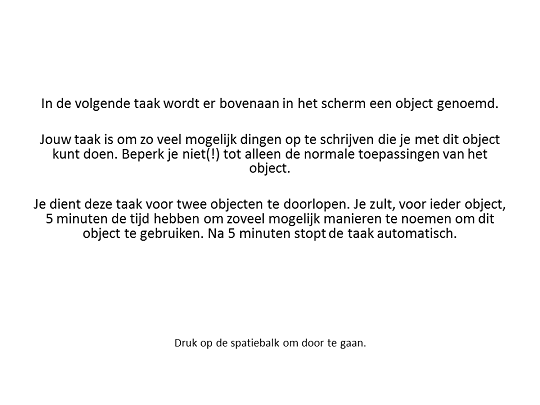 In de volgende taak wordt er bovenaan in het scherm een object genoemd.
Jouw taak is om zo veel mogelijk dingen op te schrijven die je met dit object
kunt doen. Beperk je niet(!) tot alleen de normale toepassingen van het
object.
Je dient deze taak voor twee objecten te doorlopen. Je zult, voor ieder object,
5 minuten de tijd hebben om zoveel mogelijk manieren te noemen om dit
object te gebruiken. Na 5 minuten stopt de taak automatisch.
Druk op de spatiebalk om door te gaan.